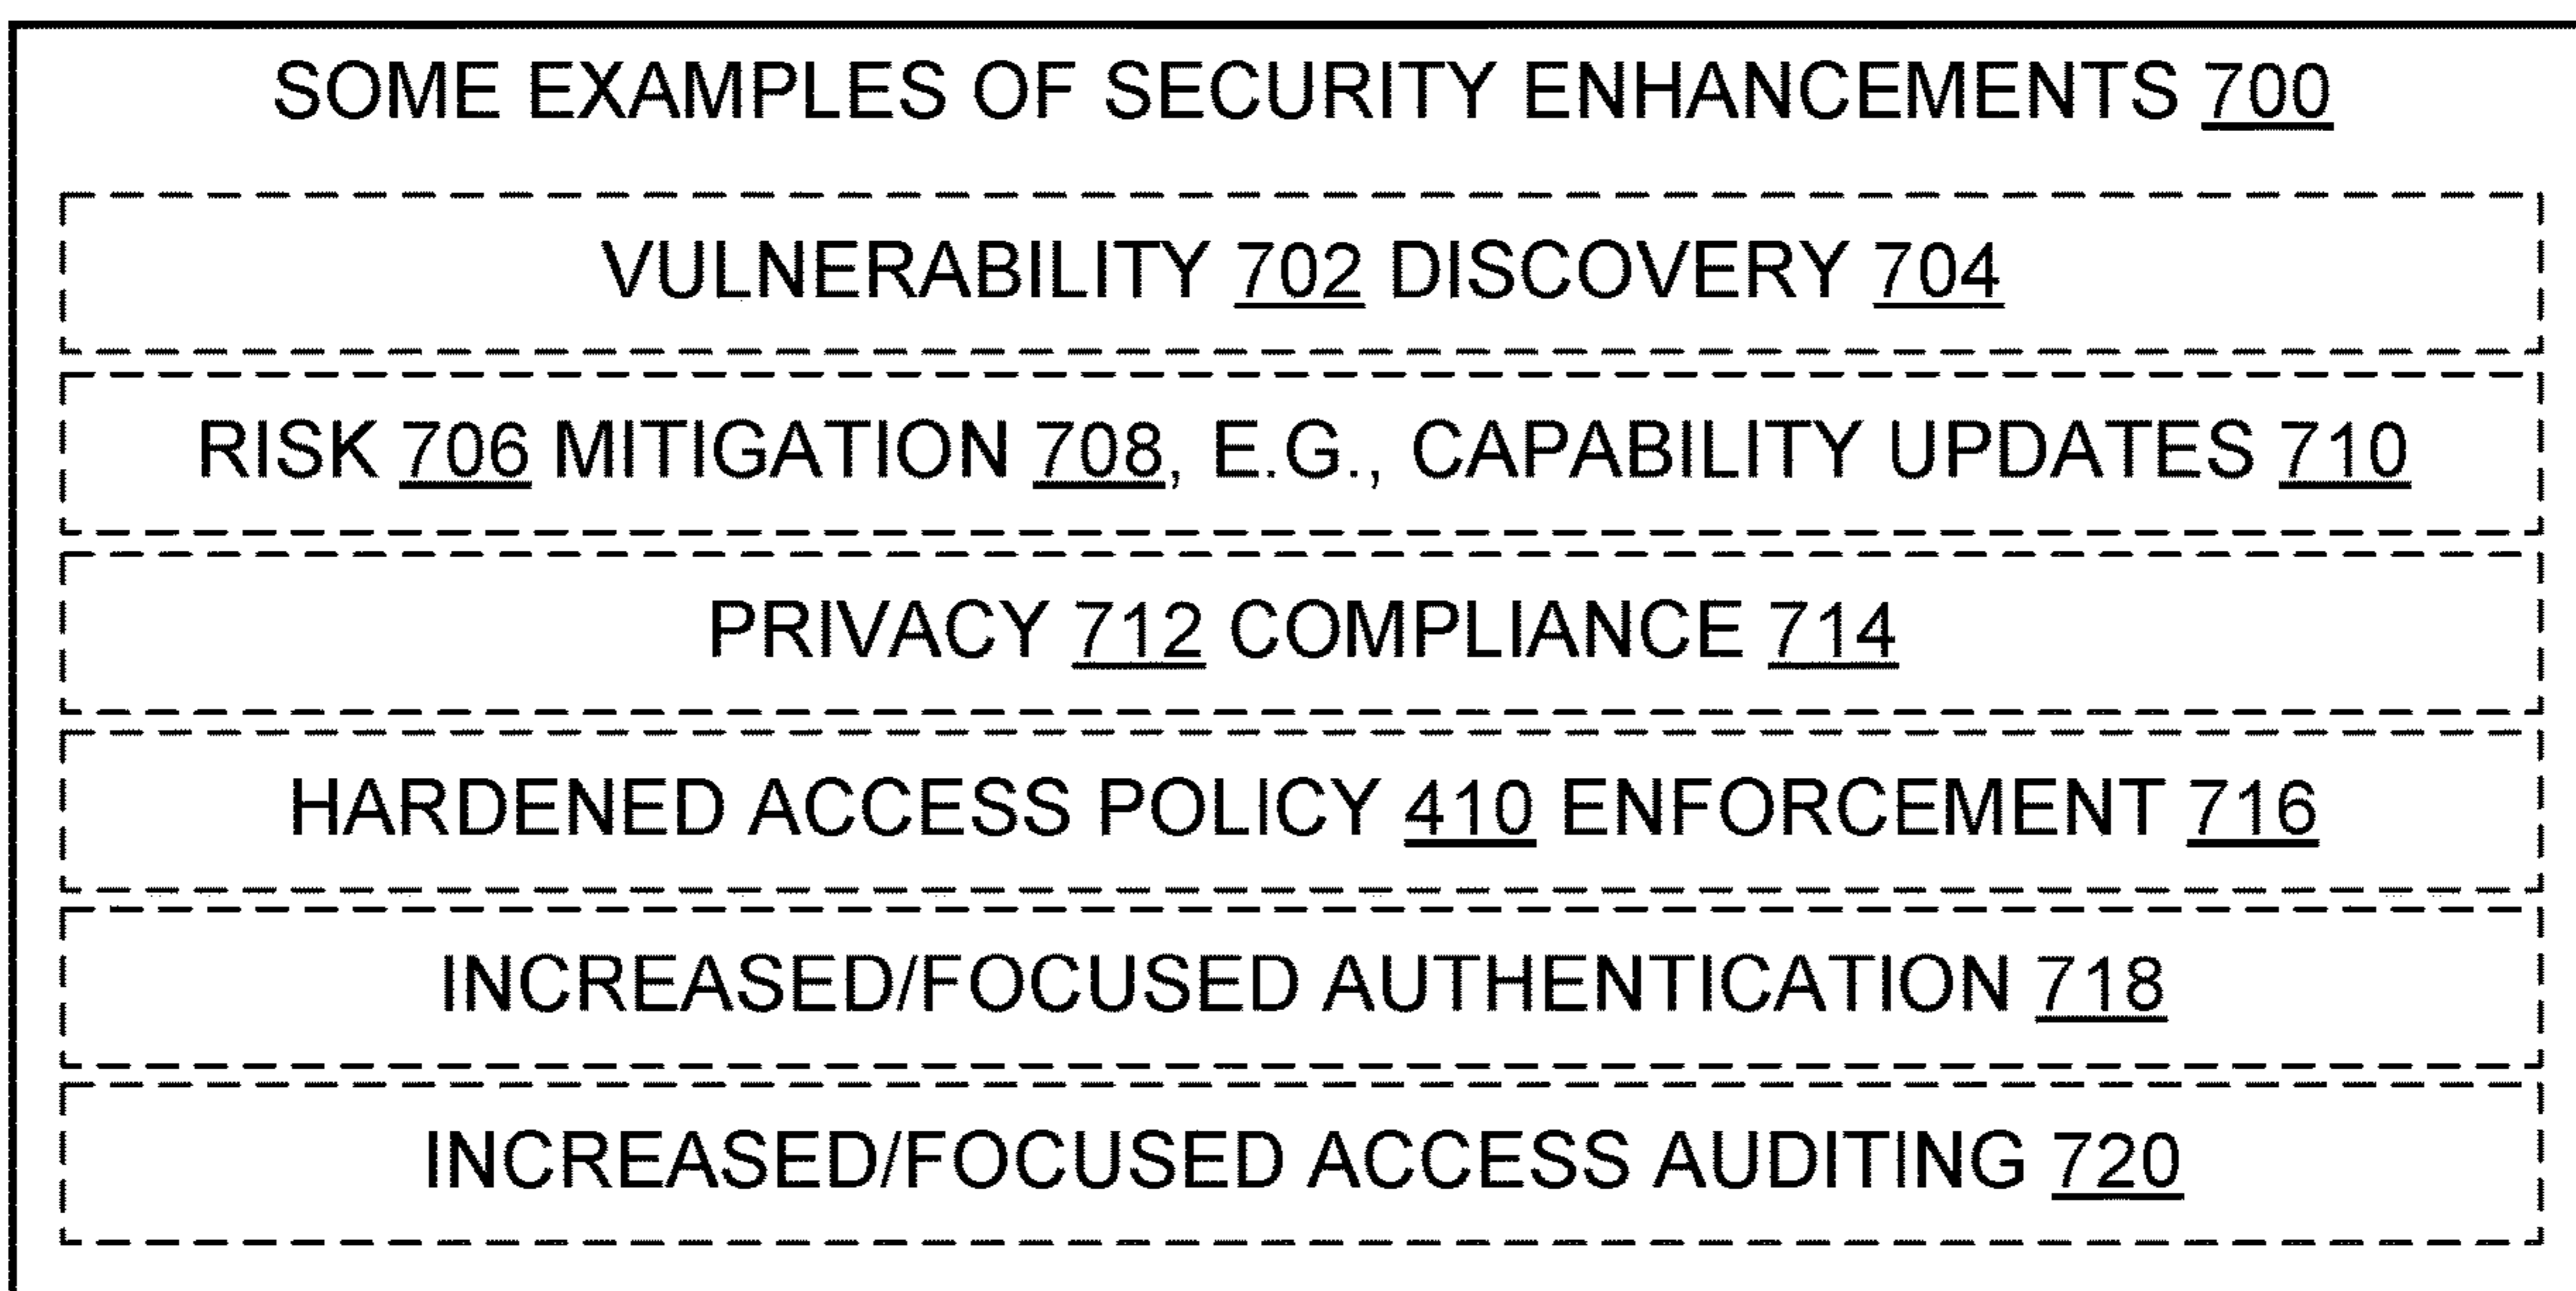 SOME EXAMPLES OF SECURITY ENHANCEMENTS 700
VULNERABILITY 702 DISCOVERY 704
RISK 706 MITIGATION 708, E.G., CAPABILITY UPDATES 710
PRIVACY 712 COMPLIANCE 714
HARDENED ACCESS POLICY 410 ENFORCEMENT 716
INCREASED/FOCUSED AUTHENTICATION 718
INCREASED/FOCUSED ACCESS AUDITING 720